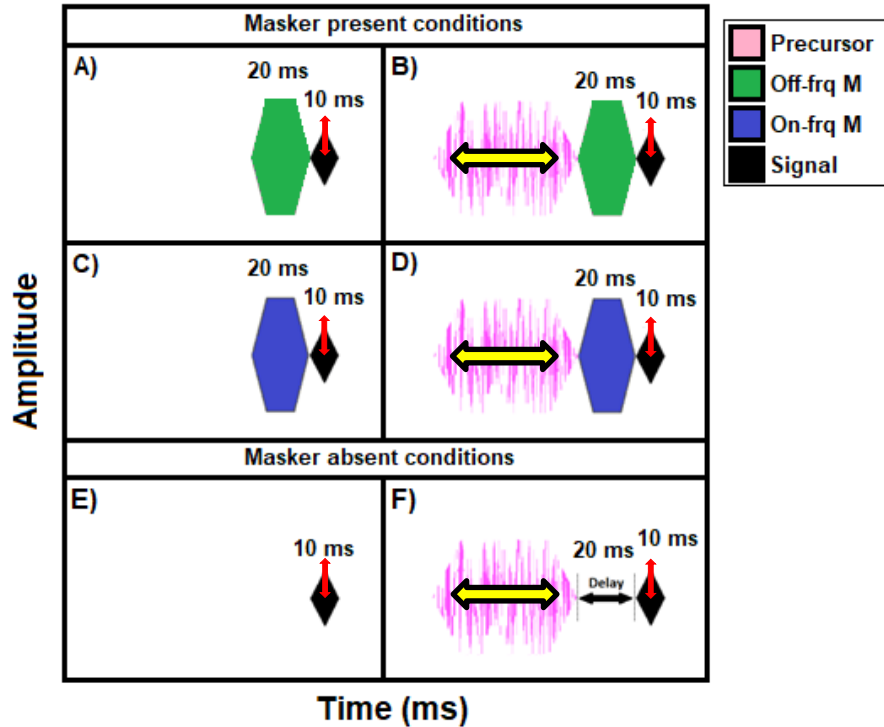 Masker present conditions
A)
20 ms
10 ms
B)
20 ms
10 ms
C)
20 ms
10 ms
D)
20 ms
10 ms
Masker absent conditions
E)
10 ms
F)
20 ms
10 ms
Delay
Amplitude
Time (ms)
Precursor
Off-frq M
On-frq M
Signal